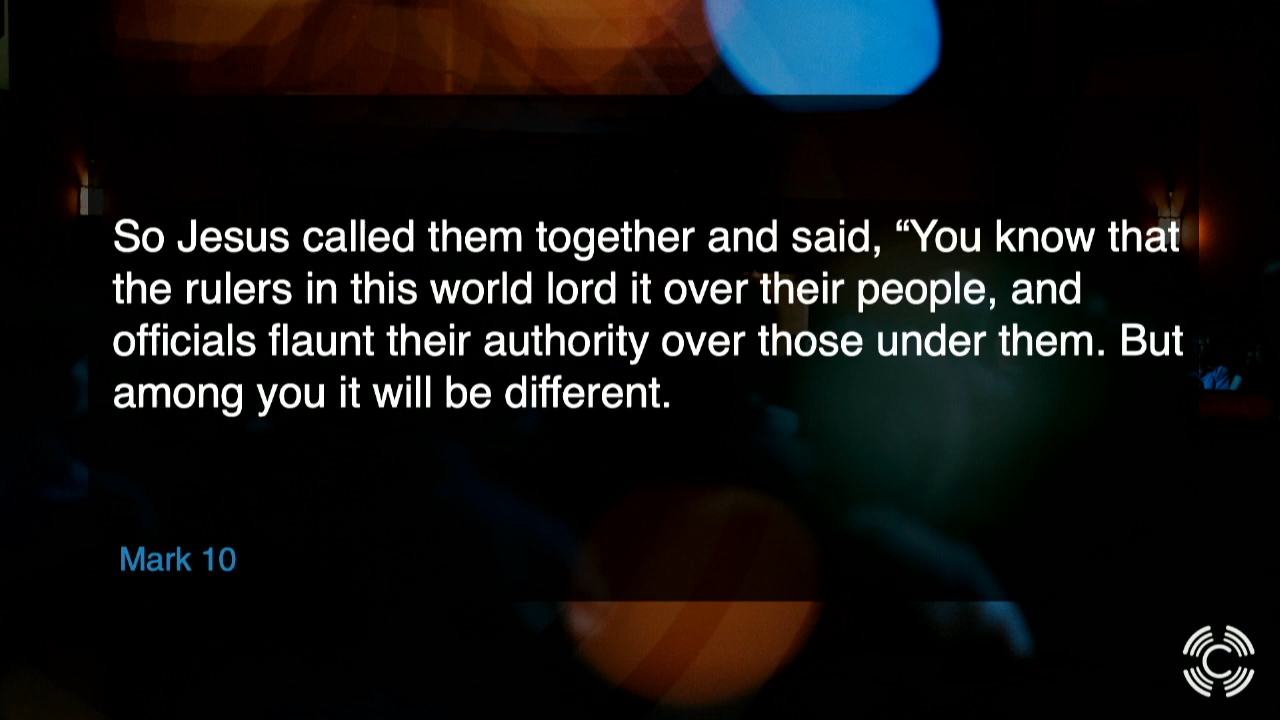 So Jesus called them together and said, “You know that
the rulers in this world lord it over their people, and
officials flaunt their authority over those under them. But
among you it will be different.
Mark 10
C